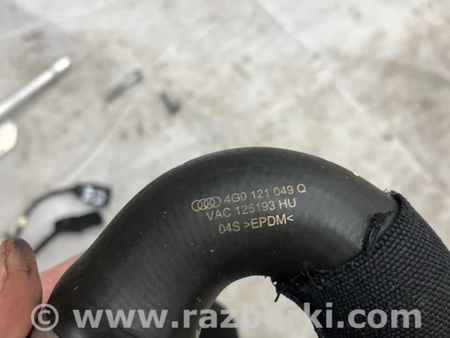 4G0 121 049 Q
VAC 125193 HU
04S >EPDM<
© www.razborki.com